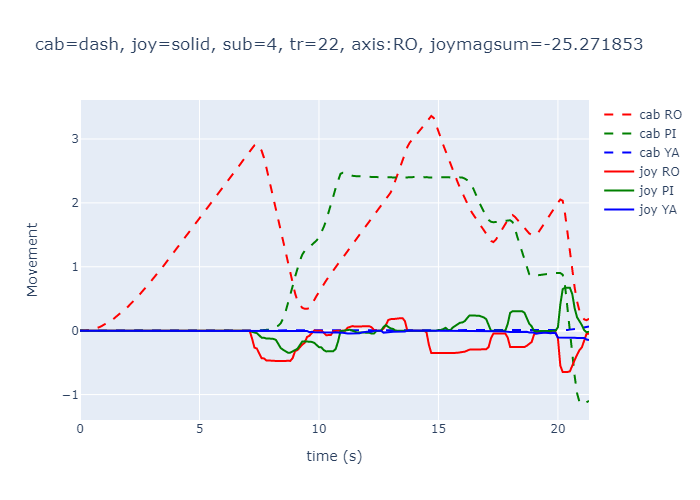 cab=dash, joy=solid, sub=4, tr=22, axis:RO, joymagsum=-25.271853
cab RO
cab PI
cab YA
joy RO
joy PI
joy YA
Movement
3
2
1
0
−1
0
5
10
15
20
time (s)